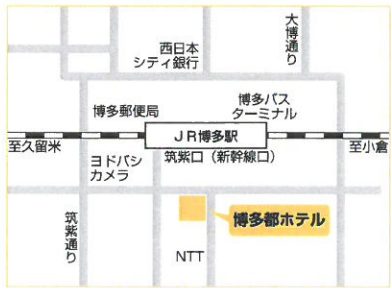 西日本
シティ銀行
大博通り
博多郵便局
博多バス
ターミナル
JR博多駅
至久留米
筑紫口（新幹線口）
至小倉
ヨドバシ
カメラ
筑紫通り
博多都ホテル
NTT